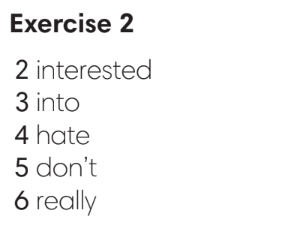 Exercise 2
2 interested
3 into
4 hate
5 don't
6 really